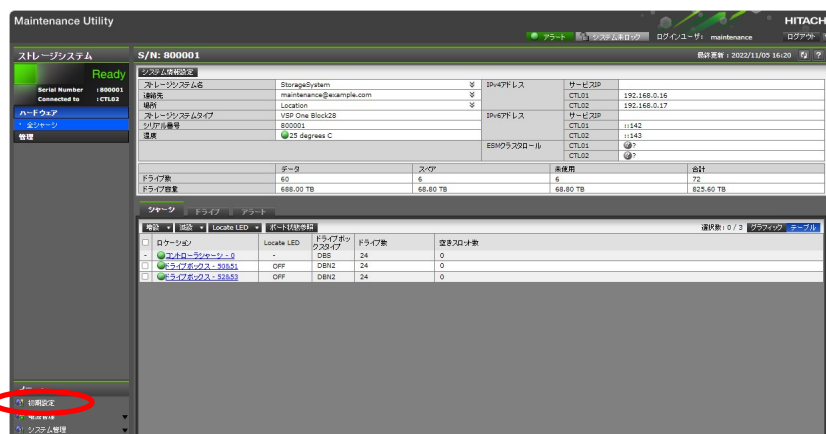 Maintenance Utility
HITACH
アラート システム未ロック ログインユーザ: maintenance ログアウト
ストレージシステム
S/N: 800001
最終更新 : 2022/11/05 16:20
?
Ready
Serial Number : 800001
Connected to : CTL02
ハードウェア
全シャーシ
管理
システム情報設定
ストレージシステム名 StorageSystem
連絡先 maintenance@example.com
場所 Location
ストレージシステムタイプ VSP One Block28
シリアル番号 800001
温度 25 degrees C
IPv4アドレス サービスIP
CTL01 192.168.0.16
CTL02 192.168.0.17
IPv6アドレス サービスIP
CTL01 ::142
CTL02 ::143
ESMクラスタロール CTL01 ?
CTL02 ?
データ スペア 未使用 合計
ドライブ数 60 6 6 72
ドライブ容量 688.00 TB 68.80 TB 68.80 TB 825.60 TB
シャーシ ドライブ アラート
増設 減設 Locate LED ポート状態参照
選択数: 0 / 3 グラフィック テーブル
ロケーション Locate LED ドライブボックスタイプ ドライブ数 空きスロット数
- コントローラシャーシ - 0 - DBS 24 0
ドライブボックス - 50&51 OFF DBN2 24 0
ドライブボックス - 52&53 OFF DBN2 24 0
初期設定
電源管理
システム管理